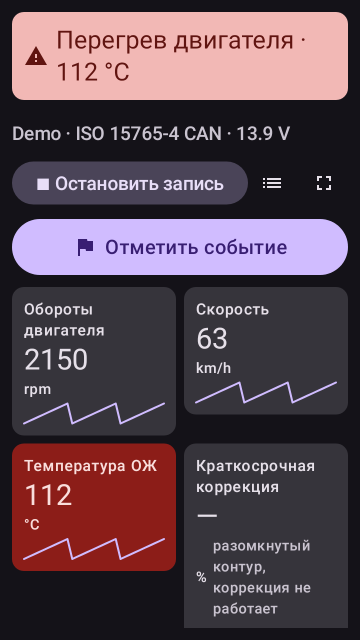 Перегрев двигателя ·
112 °C
Demo · ISO 15765-4 CAN · 13.9 V
Остановить запись
Отметить событие
Обороты
двигателя
2150
rpm
Скорость
63
km/h
Температура ОЖ
112
°C
Краткосрочная
коррекция
—
%
разомкнутый
контур,
коррекция не
работает